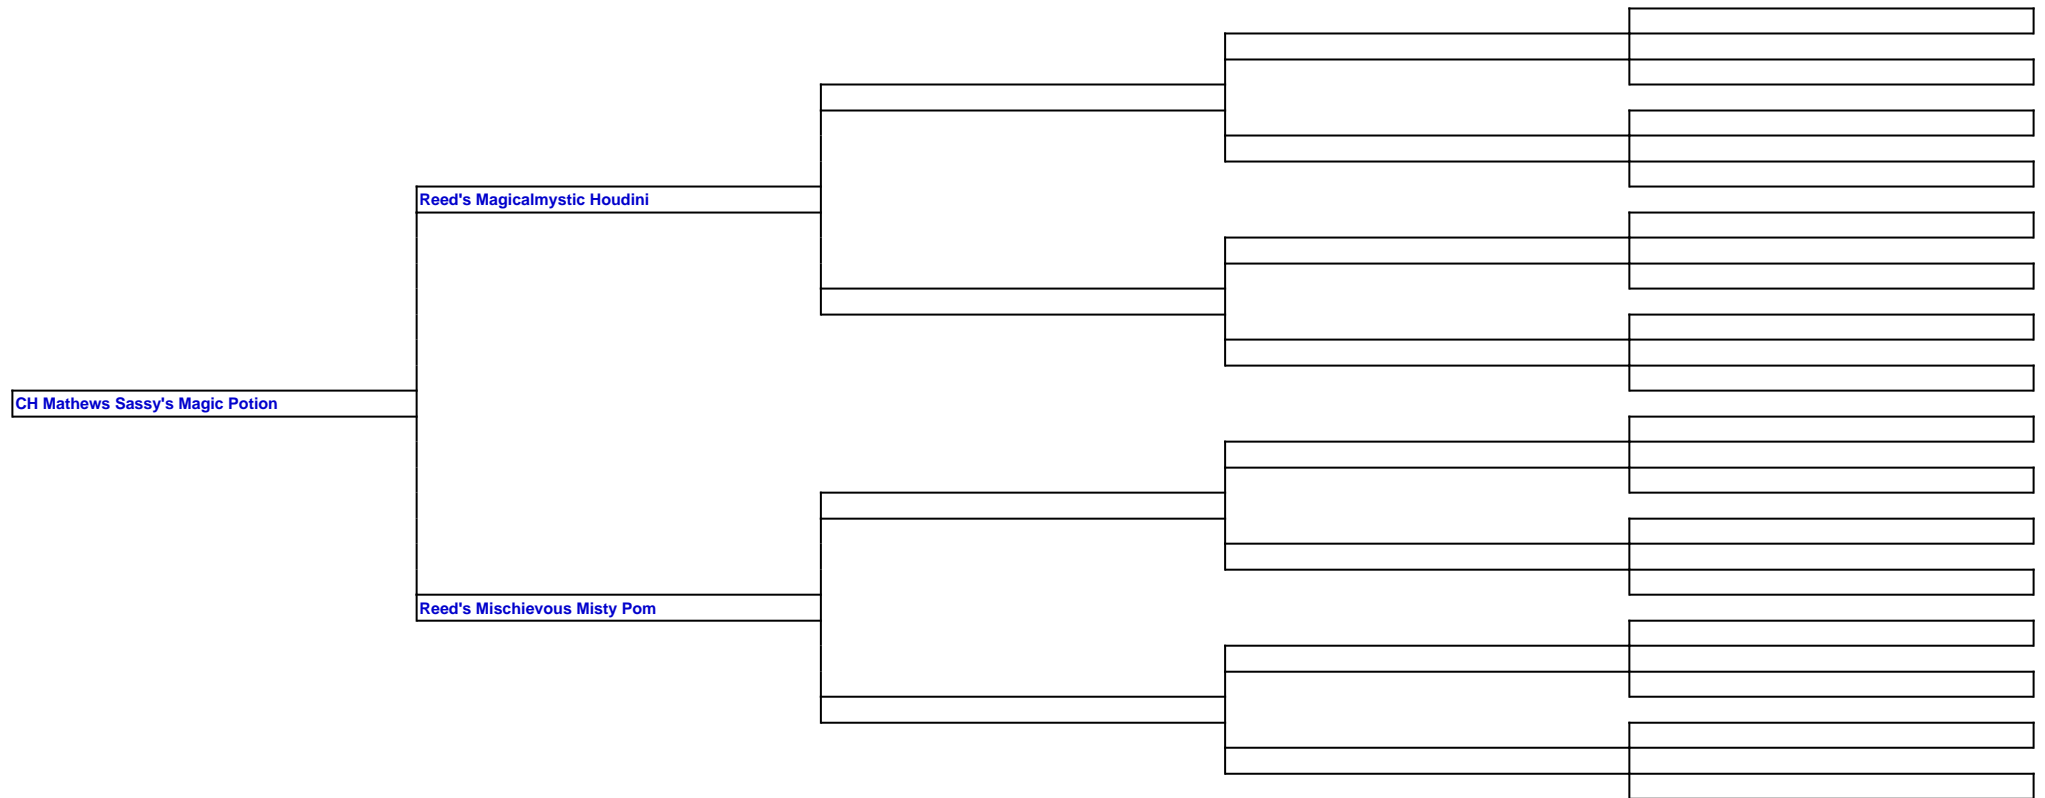 Reed's Magicalmystic Houdini
CH Mathews Sassy's Magic Potion
Reed's Mischievous Misty Pom